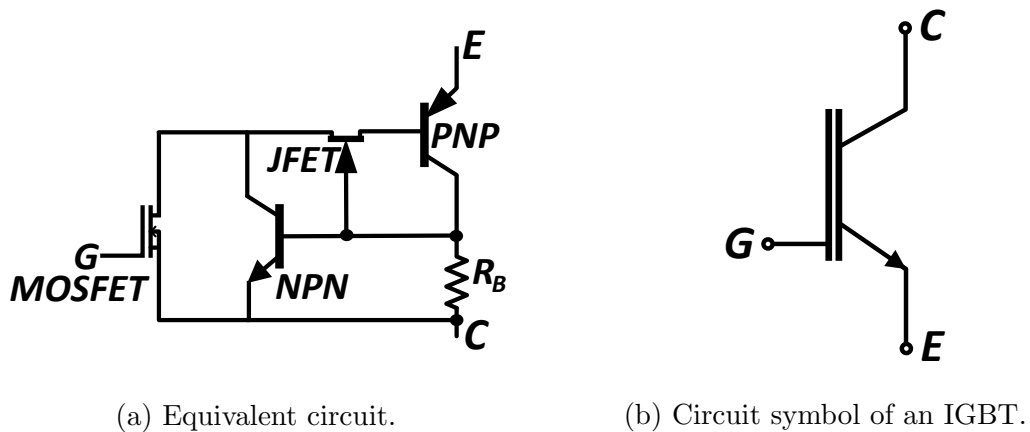 E
PNP
JFET
G
MOSFET
NPN
R_B
C
C
G
E
(a) Equivalent circuit.
(b) Circuit symbol of an IGBT.